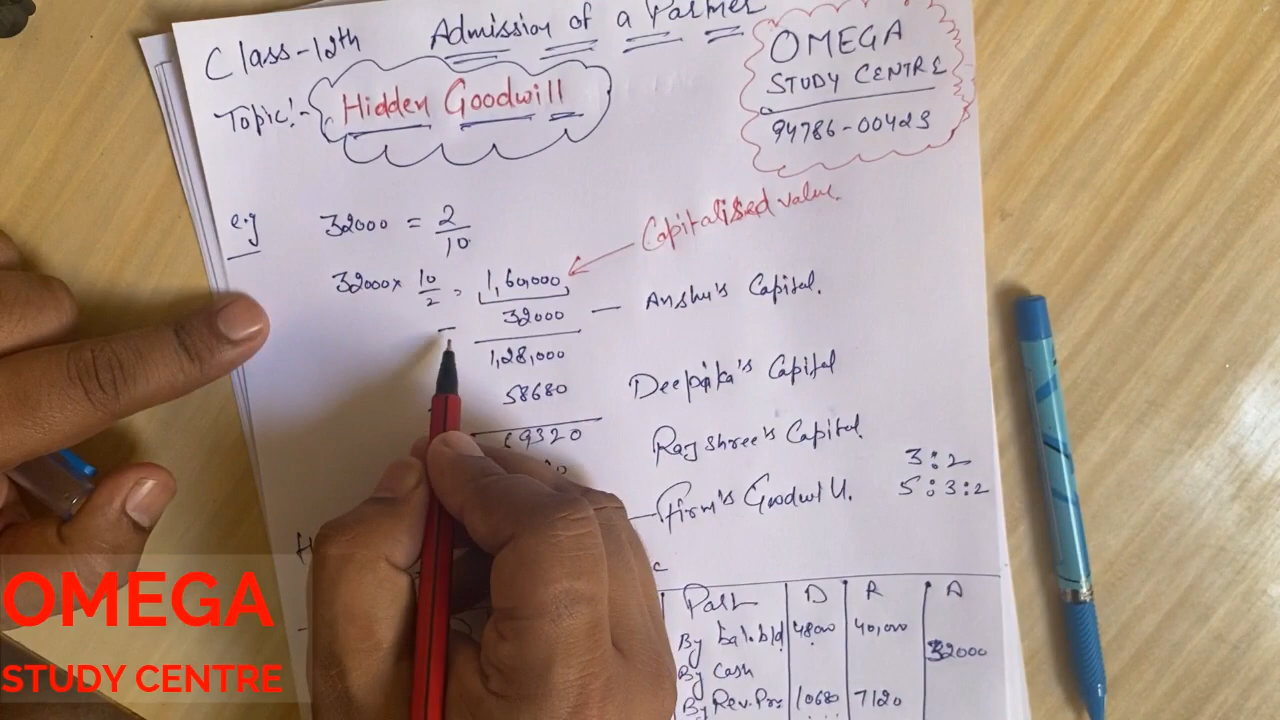 Class-12th Admission of a Partner
Topic:- Hidden Goodwill
OMEGA
STUDY CENTRE
94786-00423
e.g 32000 = 2/10
Capitalised value.
32000 × 10/2 = 1,60,000
32000 — Anshu's Capital.
1,28,000
58680 Deepika's Capital
69320 Rajshree's Capital
Firm's Goodwill.
3:2
5:3:2
Part D R A
By bal. b/d 48000 40,000
By Cash 32000
By Rev. Pro: 10680 7120
OMEGA
STUDY CENTRE